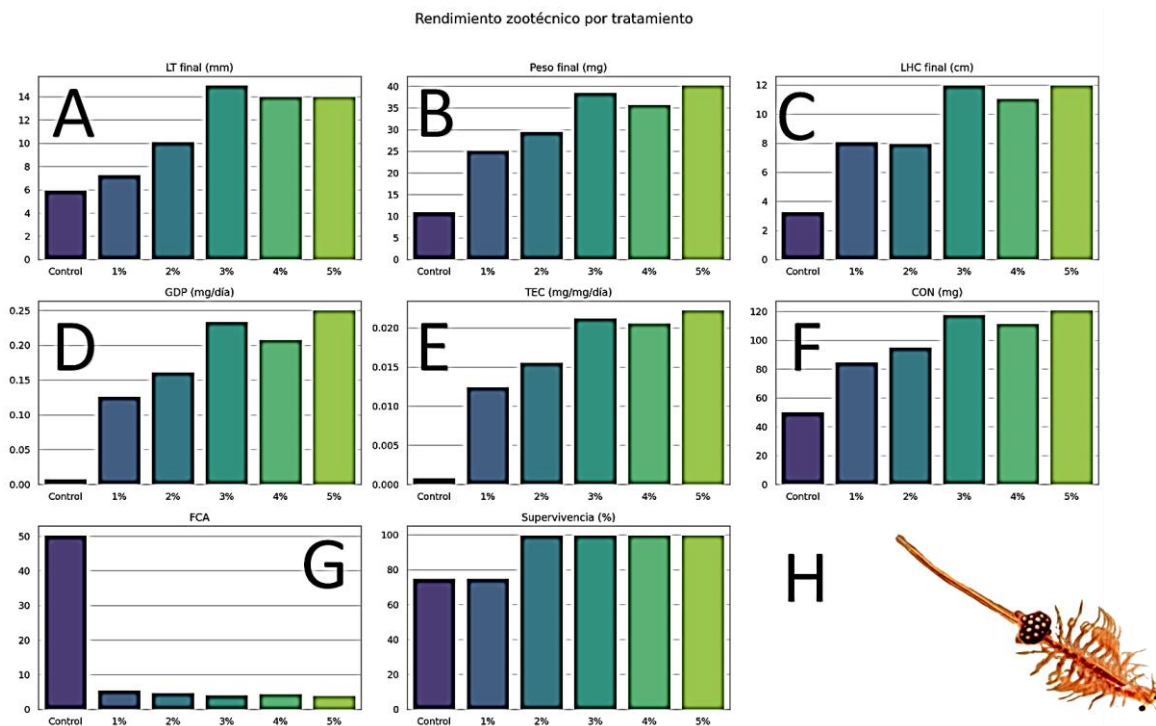 Rendimiento zootécnico por tratamiento
LT final (mm)
A
14
12
10
8
6
4
2
0
Control 1% 2% 3% 4% 5%
Peso final (mg)
B
40
35
30
25
20
15
10
5
0
Control 1% 2% 3% 4% 5%
LHC final (cm)
C
12
10
8
6
4
2
0
Control 1% 2% 3% 4% 5%
GDP (mg/día)
D
0.25
0.20
0.15
0.10
0.05
0.00
Control 1% 2% 3% 4% 5%
TEC (mg/mg/día)
E
0.020
0.015
0.010
0.005
0.000
Control 1% 2% 3% 4% 5%
CON (mg)
F
120
100
80
60
40
20
0
Control 1% 2% 3% 4% 5%
FCA
G
50
40
30
20
10
0
Control 1% 2% 3% 4% 5%
Supervivencia (%)
100
80
60
40
20
0
Control 1% 2% 3% 4% 5%
H